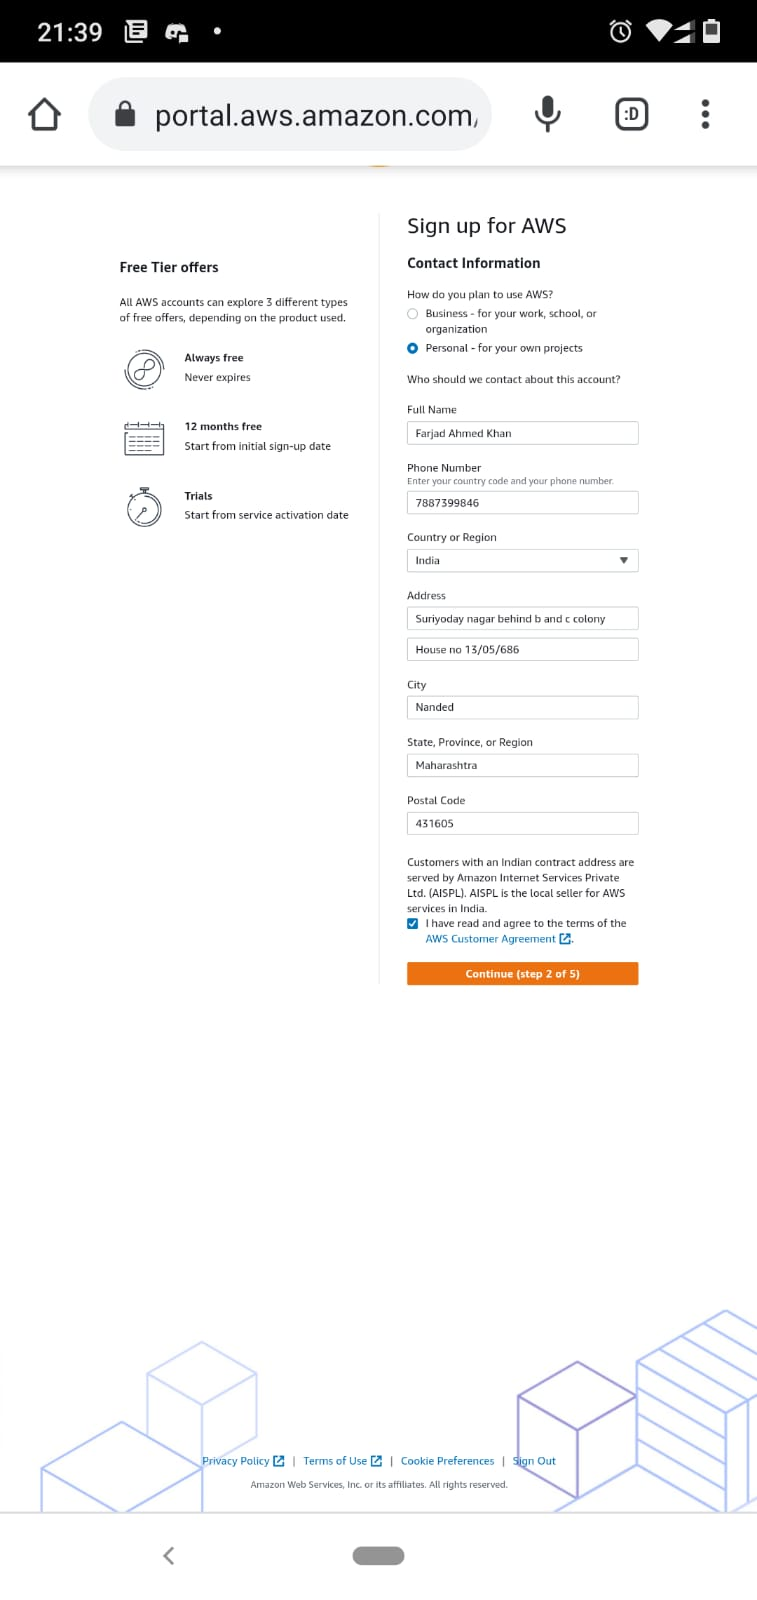 21:39
portal.aws.amazon.com,
:D
Sign up for AWS
Free Tier offers
All AWS accounts can explore 3 different types
of free offers, depending on the product used.
Always free
Never expires
12 months free
Start from initial sign-up date
Trials
Start from service activation date
Contact Information
How do you plan to use AWS?
Business - for your work, school, or
organization
Personal - for your own projects
Who should we contact about this account?
Full Name
Farjad Ahmed Khan
Phone Number
Enter your country code and your phone number.
7887399846
Country or Region
India
Address
Suriyoday nagar behind b and c colony
House no 13/05/686
City
Nanded
State, Province, or Region
Maharashtra
Postal Code
431605
Customers with an Indian contract address are
served by Amazon Internet Services Private
Ltd. (AISPL). AISPL is the local seller for AWS
services in India.
I have read and agree to the terms of the
AWS Customer Agreement.
Continue (step 2 of 5)
Privacy Policy | Terms of Use | Cookie Preferences | Sign Out
Amazon Web Services, Inc. or its affiliates. All rights reserved.